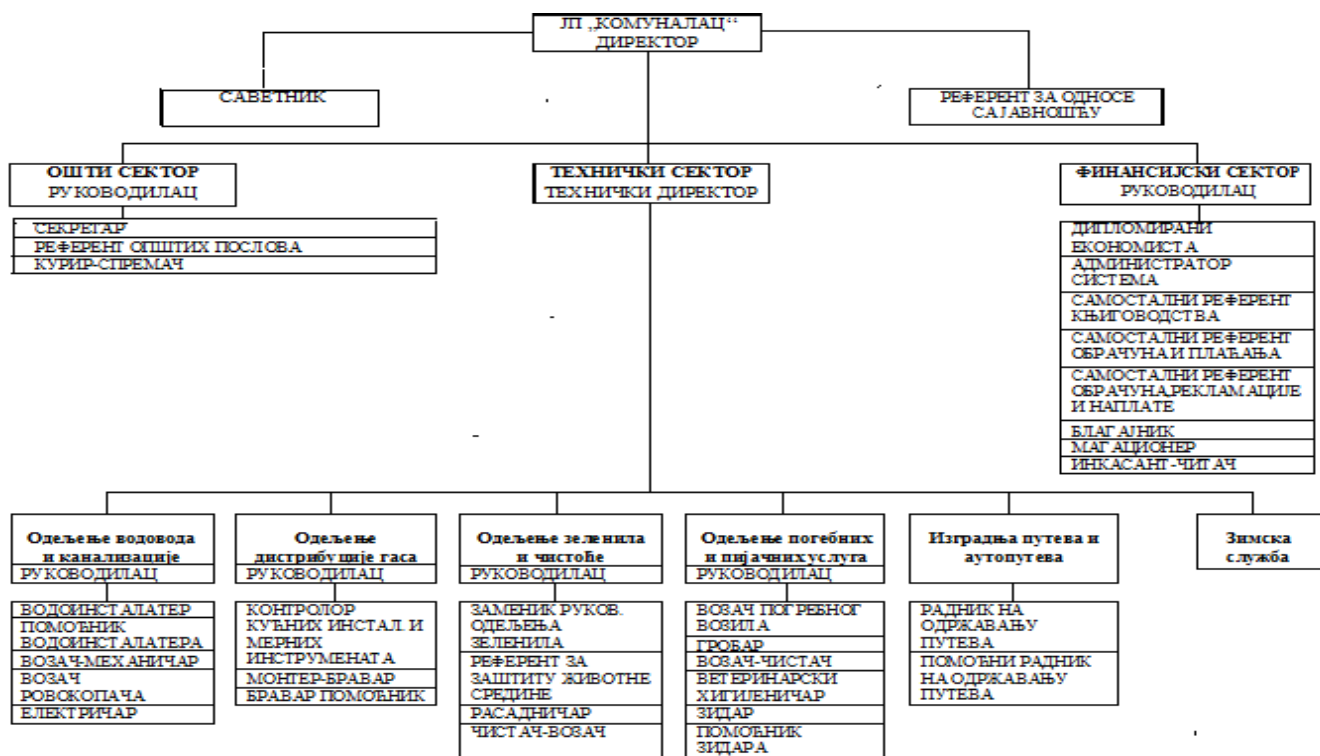 ЈП „КОМУНАЛАЦ“
ДИРЕКТОР
САВЕТНИК
РЕФЕРЕНТ ЗА ОДНОСЕ
САЈАВНОШЋУ
ОШТИ СЕКТОР
РУКОВОДИЛАЦ
ТЕХНИЧКИ СЕКТОР
ТЕХНИЧКИ ДИРЕКТОР
ФИНАНСИЈСКИ СЕКТОР
РУКОВОДИЛАЦ
СЕКРЕТАР
РЕФЕРЕНТ ОПШТИХ ПОСЛОВА
КУРИР-СПРЕМАЧ
ДИПЛОМИРАНИ
ЕКОНОМИСТА
АДМИНИСТРАТОР
СИСТЕМА
САМОСТАЛНИ РЕФЕРЕНТ
КЊИГОВОДСТВА
САМОСТАЛНИ РЕФЕРЕНТ
ОБРАЧУНА И ПЛАЋАЊА
САМОСТАЛНИ РЕФЕРЕНТ
ОБРАЧУНА,РЕКЛАМАЦИЈЕ
И НАПЛАТЕ
БЛАГАЈНИК
МАГАЦИОНЕР
ИНКАСАНТ-ЧИТАЧ
Одељење водовода
и канализације
РУКОВОДИЛАЦ
ВОДОИНСТАЛАТЕР
ПОМОЋНИК
ВОДОИНСТАЛАТЕРА
ВОЗАЧ-МЕХАНИЧАР
ВОЗАЧ
РОВОКОПАЧА
ЕЛЕКТРИЧАР
Одељење
дистрибуције гаса
РУКОВОДИЛАЦ
КОНТРОЛОР
КУЋНИХ ИНСТАЛ. И
МЕРНИХ
ИНСТРУМЕНАТА
МОНТЕР-БРАВАР
БРАВАР ПОМОЋНИК
Одељење зеленила
и чистоће
РУКОВОДИЛАЦ
ЗАМЕНИК РУКОВ.
ОДЕЉЕЊА
ЗЕЛЕНИЛА
РЕФЕРЕНТ ЗА
ЗАШТИТУ ЖИВОТНЕ
СРЕДИНЕ
РАСАДНИЧАР
ЧИСТАЧ-ВОЗАЧ
Одељење погебних
и пијачних услуга
РУКОВОДИЛАЦ
ВОЗАЧ ПОГРЕБНОГ
ВОЗИЛА
ГРОБАР
ВОЗАЧ-ЧИСТАЧ
ВЕТЕРИНАРСКИ
ХИГИЈЕНИЧАР
ЗИДАР
ПОМОЋНИК
ЗИДАРА
Изградња путева и
аутопутева
РАДНИК НА
ОДРЖАВАЊУ
ПУТЕВА
ПОМОЋНИ РАДНИК
НА ОДРЖАВАЊУ
ПУТЕВА
Зимска
служба